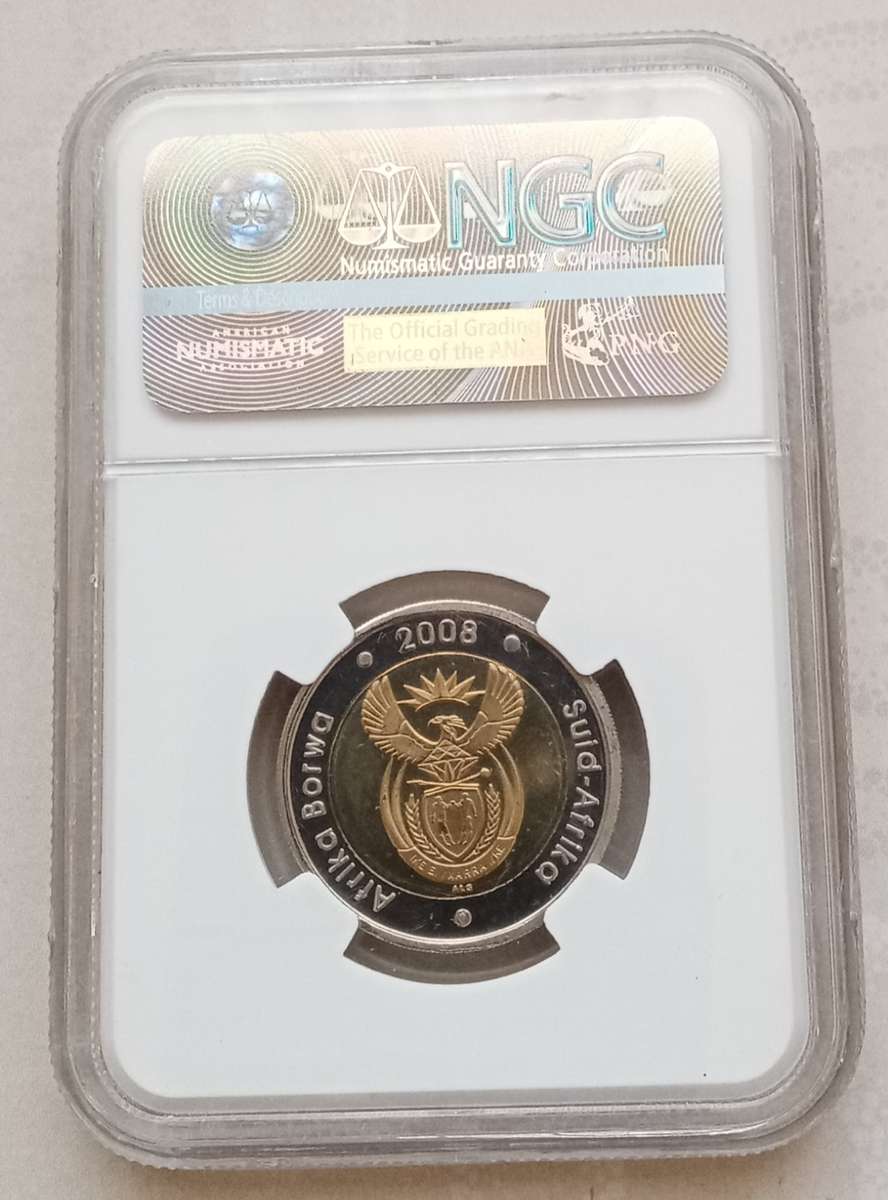 NGC
Numismatic Guaranty Corporation
Terms &
AMERICAN
NUMISMATIC
ASSOCIATION
The Official Grading
Service of the ANA
PNG
2008
Afrika Borwa
Suid-Afrika
ALS